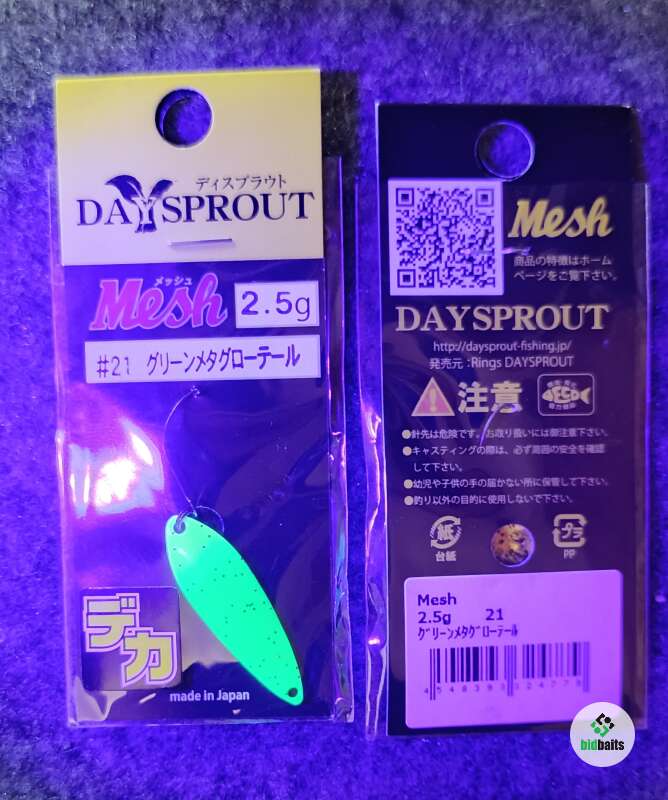 ディスプラウト
DAYSPROUT
メッシュ
Mesh
2.5g
#21 グリーンメタグローテール
デカ
made in Japan
Mesh
商品の特徴はホーム
ページをご覧下さい。
DAYSPROUT
http://daysprout-fishing.jp/
発売元:Rings DAYSPROUT
注意
●針先は危険です。お取り扱いには御注意下さい。
●キャスティングの際は、必ず周囲の安全を確認
して下さい。
●幼児や子供の手の届かない所に保管して下さい。
●釣り以外の目的に使用しないで下さい。
紙
台紙
プラ
PP
Mesh
2.5g 21
グリーンメタグローテール
bidbaits